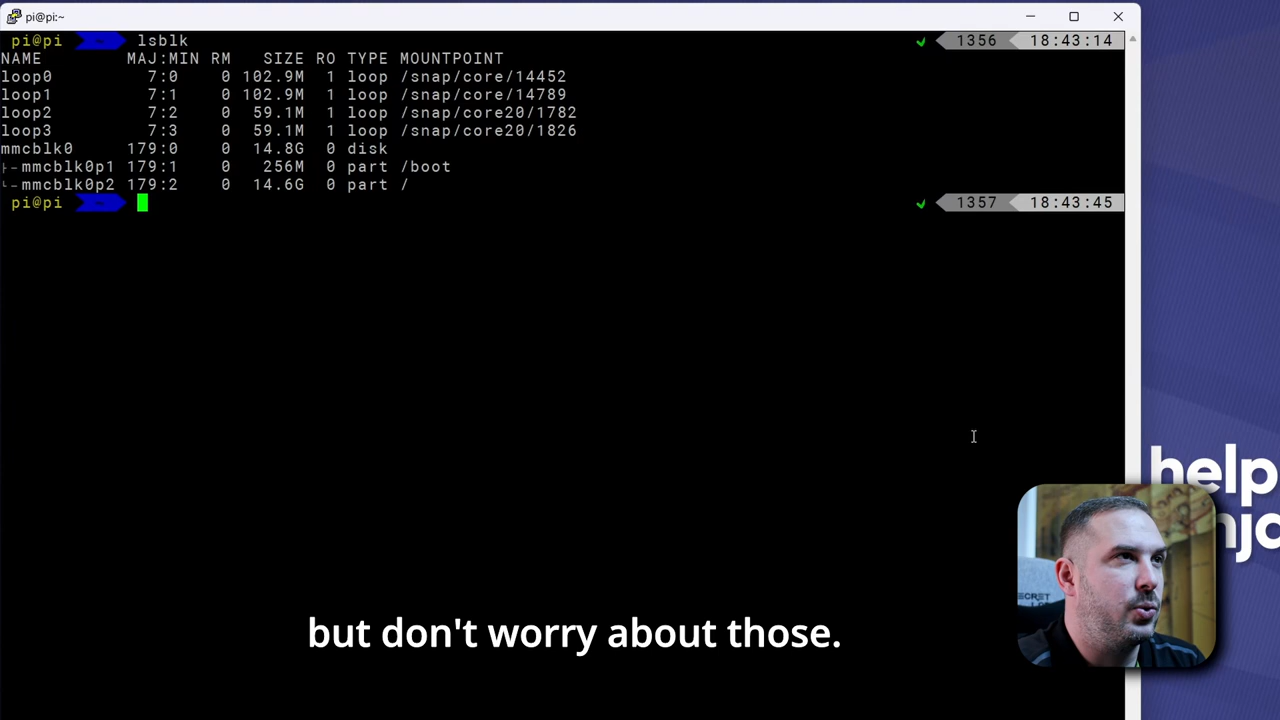 pi@pi:~
pi@pi ~ lsblk ✓ 1356 18:43:14
NAME MAJ:MIN RM SIZE RO TYPE MOUNTPOINT
loop0 7:0 0 102.9M 1 loop /snap/core/14452
loop1 7:1 0 102.9M 1 loop /snap/core/14789
loop2 7:2 0 59.1M 1 loop /snap/core20/1782
loop3 7:3 0 59.1M 1 loop /snap/core20/1826
mmcblk0 179:0 0 14.8G 0 disk
├─mmcblk0p1 179:1 0 256M 0 part /boot
└─mmcblk0p2 179:2 0 14.6G 0 part /
pi@pi ~ ✓ 1357 18:43:45
help
njo
but don't worry about those.